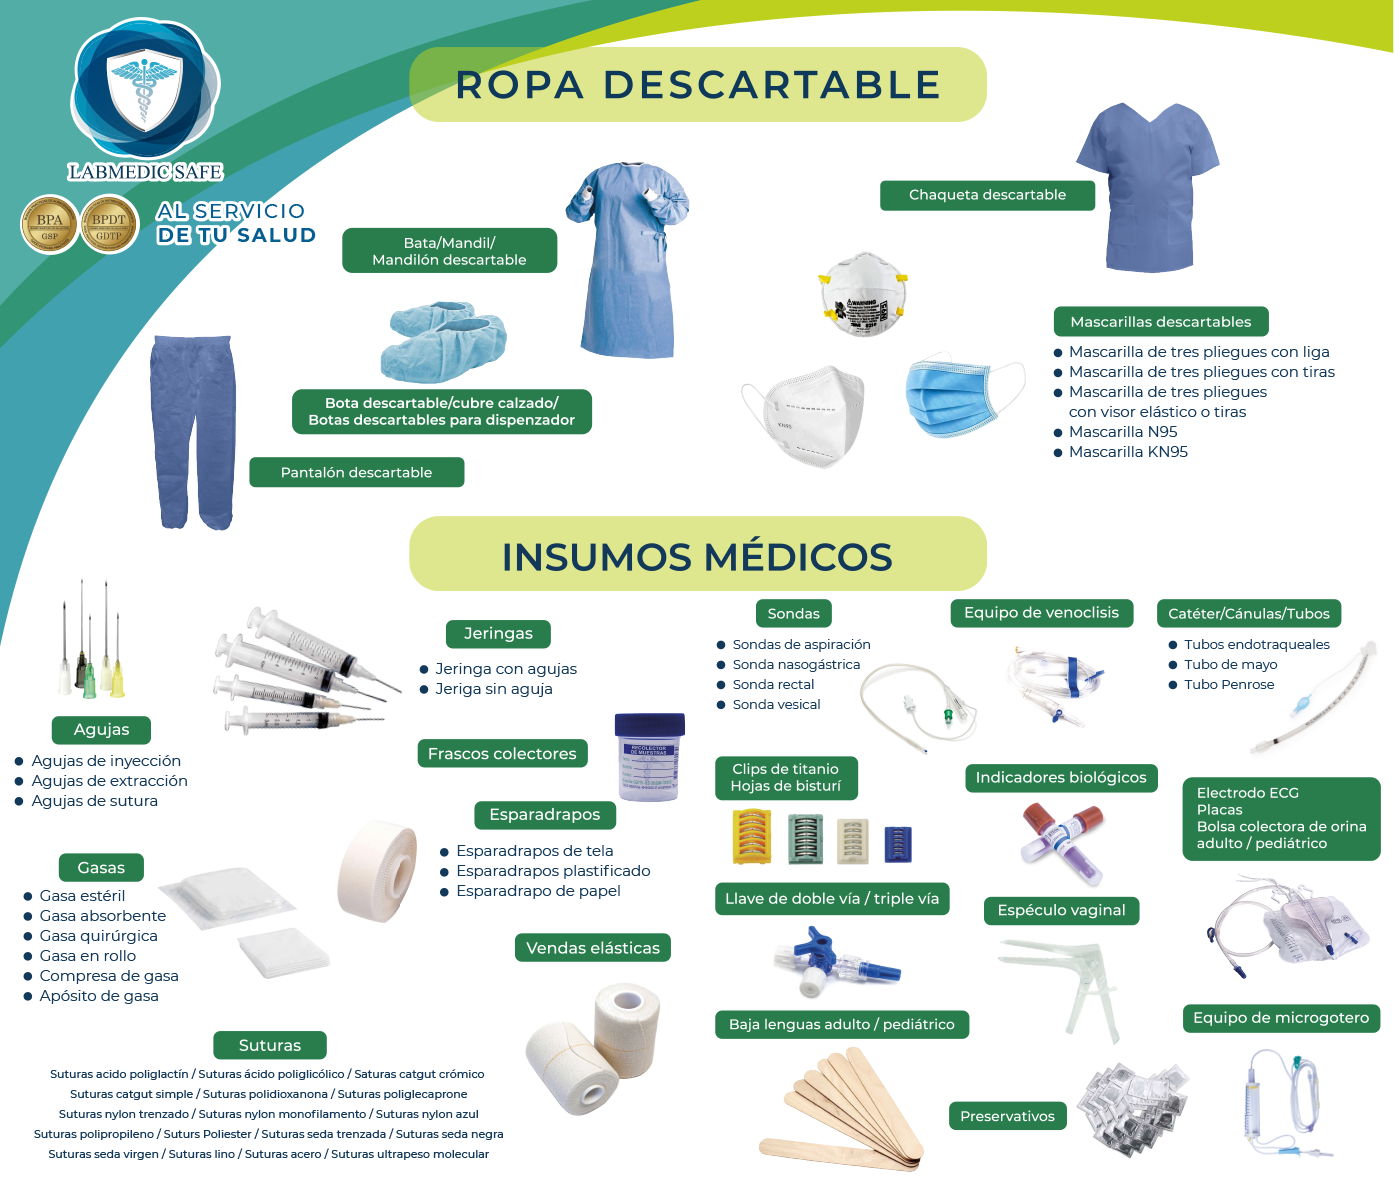 LABMEDIC SAFE
BPA
GSP
BPDT
GDTP
AL SERVICIO
DE TU SALUD
ROPA DESCARTABLE
Bata/Mandil/
Mandilón descartable
Chaqueta descartable
WARNING
KN95
Bota descartable/cubre calzado/
Botas descartables para dispenzador
Pantalón descartable
Mascarillas descartables
Mascarilla de tres pliegues con liga
Mascarilla de tres pliegues con tiras
Mascarilla de tres pliegues
con visor elástico o tiras
Mascarilla N95
Mascarilla KN95
INSUMOS MÉDICOS
Agujas
Agujas de inyección
Agujas de extracción
Agujas de sutura
Jeringas
Jeringa con agujas
Jeriga sin aguja
Frascos colectores
RECOLECTOR
DE MUESTRAS
Esparadrapos
Esparadrapos de tela
Esparadrapos plastificado
Esparadrapo de papel
Gasas
Gasa estéril
Gasa absorbente
Gasa quirúrgica
Gasa en rollo
Compresa de gasa
Apósito de gasa
Vendas elásticas
Suturas
Suturas acido poliglactín / Suturas ácido poliglicólico / Saturas catgut crómico
Suturas catgut simple / Suturas polidioxanona / Suturas poliglecaprone
Suturas nylon trenzado / Suturas nylon monofilamento / Suturas nylon azul
Suturas polipropileno / Suturs Poliester / Suturas seda trenzada / Suturas seda negra
Suturas seda virgen / Suturas lino / Suturas acero / Suturas ultrapeso molecular
Sondas
Sondas de aspiración
Sonda nasogástrica
Sonda rectal
Sonda vesical
Equipo de venoclisis
Catéter/Cánulas/Tubos
Tubos endotraqueales
Tubo de mayo
Tubo Penrose
Clips de titanio
Hojas de bisturí
Indicadores biológicos
Electrodo ECG
Placas
Bolsa colectora de orina
adulto / pediátrico
Llave de doble vía / triple vía
Espéculo vaginal
Baja lenguas adulto / pediátrico
Equipo de microgotero
Preservativos